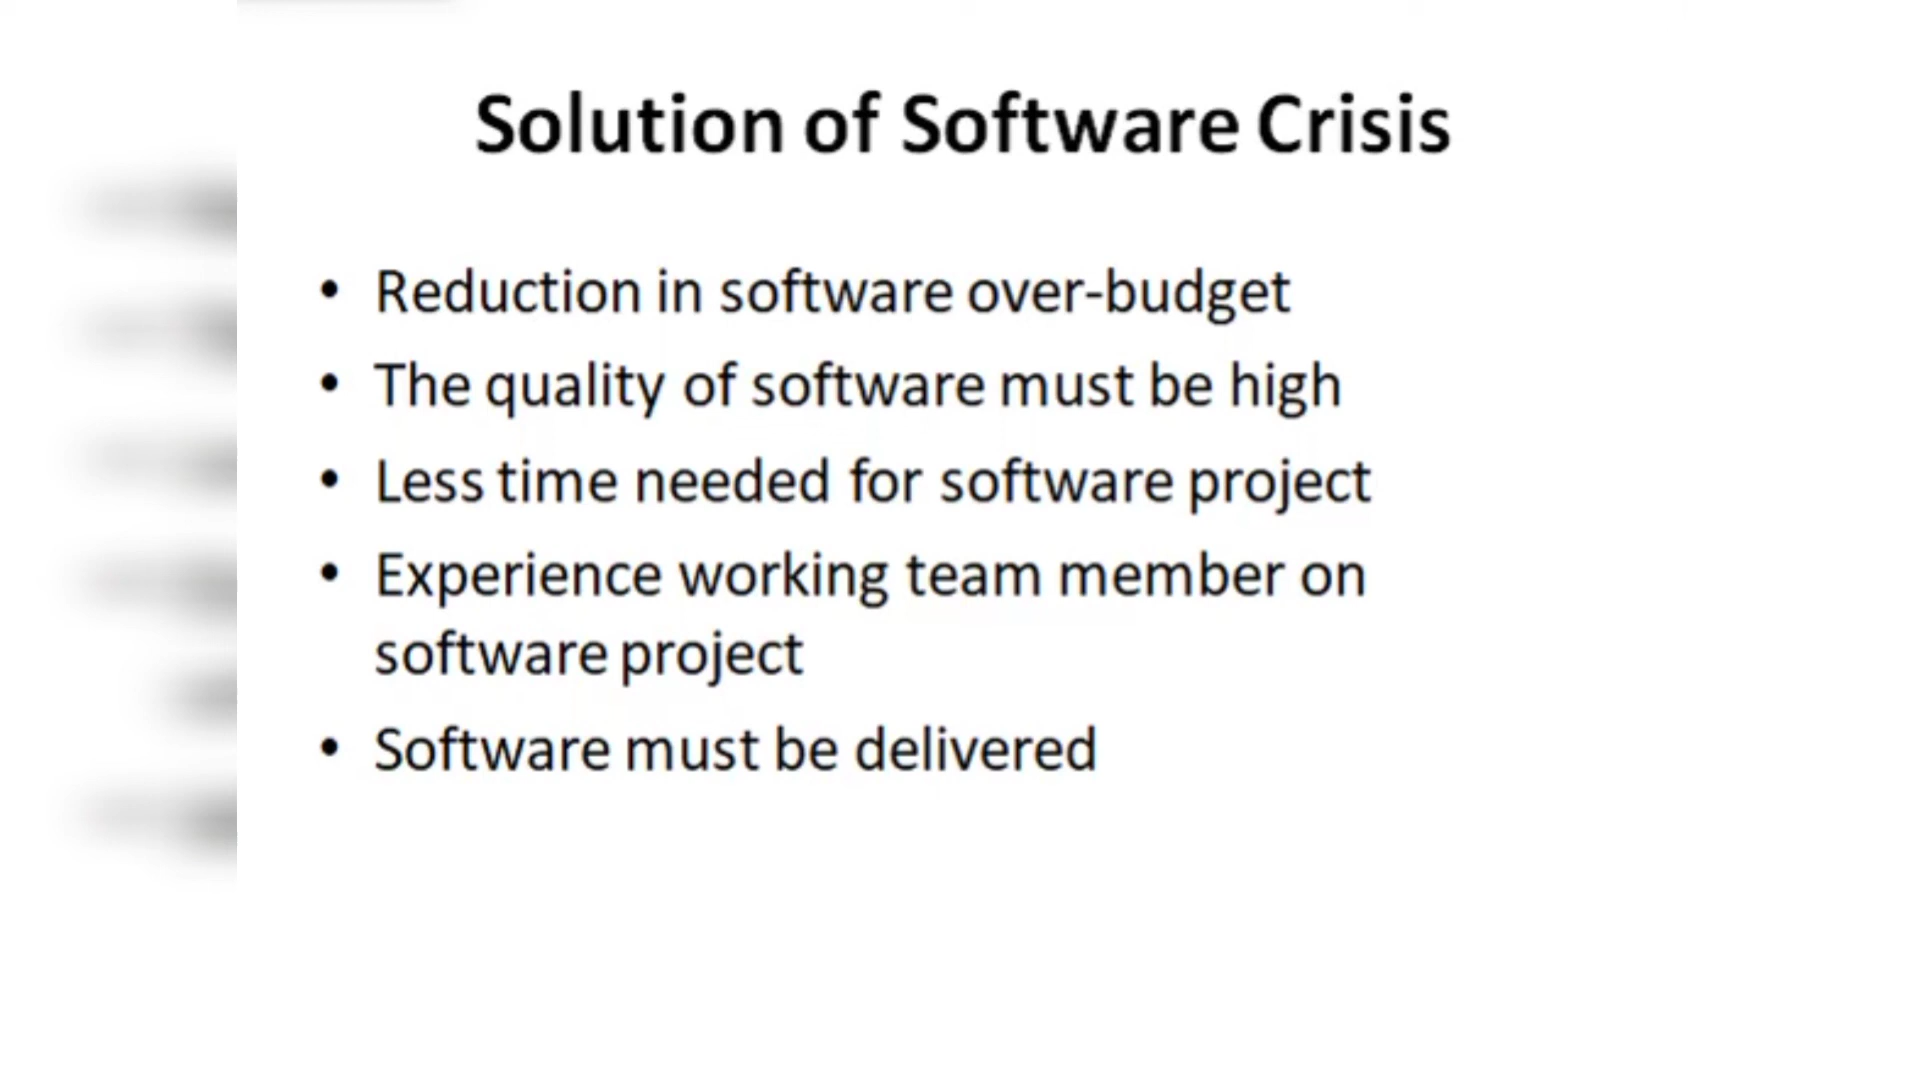 Solution of Software Crisis
• Reduction in software over-budget
• The quality of software must be high
• Less time needed for software project
• Experience working team member on
software project
• Software must be delivered